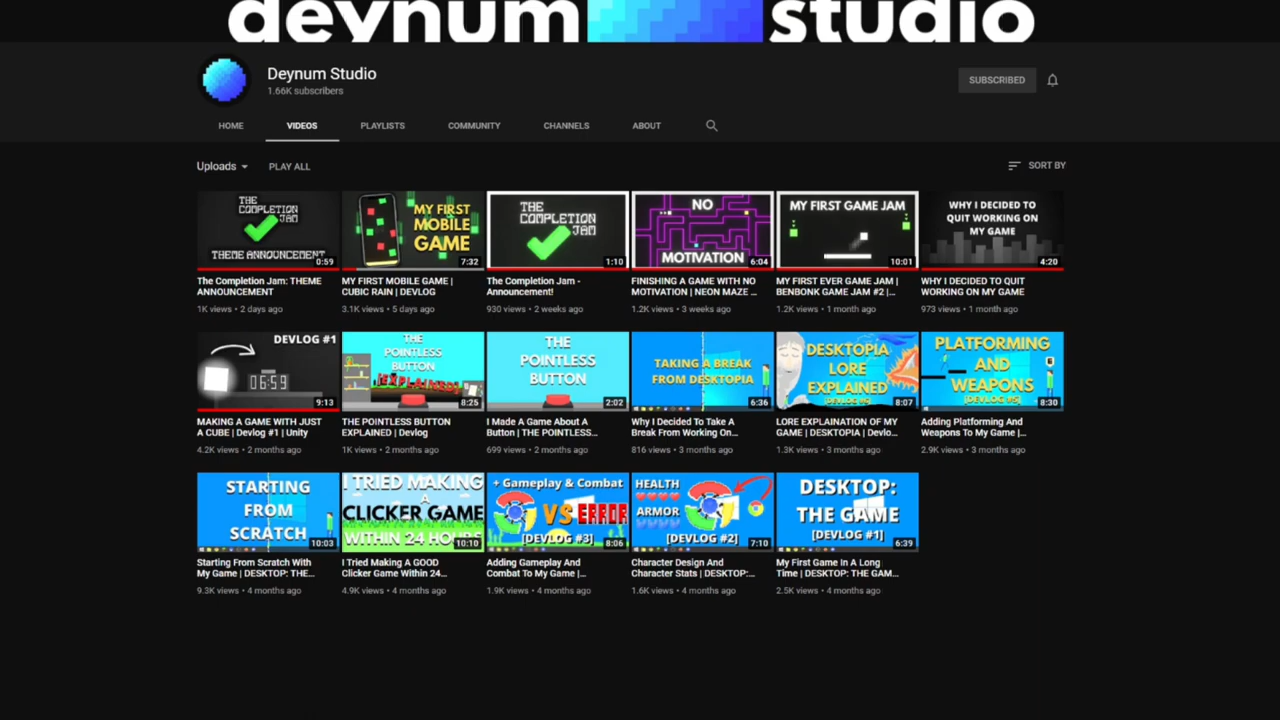 deynum studio
Deynum Studio
1.66K subscribers
SUBSCRIBED
HOME
VIDEOS
PLAYLISTS
COMMUNITY
CHANNELS
ABOUT
Uploads
PLAY ALL
SORT BY
THE
COMPLETION
JAM
THEME ANNOUNCEMENT
0:59
The Completion Jam: THEME
ANNOUNCEMENT
1K views • 2 days ago
MY FIRST
MOBILE
GAME
7:32
MY FIRST MOBILE GAME |
CUBIC RAIN | DEVLOG
3.1K views • 5 days ago
THE
COMPLETION
JAM
1:10
The Completion Jam -
Announcement!
930 views • 2 weeks ago
NO
MOTIVATION
6:04
FINISHING A GAME WITH NO
MOTIVATION | NEON MAZE ...
1.2K views • 3 weeks ago
MY FIRST GAME JAM
10:01
MY FIRST EVER GAME JAM |
BENBONK GAME JAM #2 |...
1.2K views • 1 month ago
WHY I DECIDED TO
QUIT WORKING ON
MY GAME
4:20
WHY I DECIDED TO QUIT
WORKING ON MY GAME
973 views • 1 month ago
DEVLOG #1
06:59
9:13
MAKING A GAME WITH JUST
A CUBE | Devlog #1 | Unity
4.2K views • 2 months ago
THE
POINTLESS
BUTTON
[EXPLAINED]
8:25
THE POINTLESS BUTTON
EXPLAINED | Devlog
1K views • 2 months ago
THE
POINTLESS
BUTTON
2:02
I Made A Game About A
Button | THE POINTLESS...
699 views • 2 months ago
TAKING A BREAK
FROM DESKTOPIA
6:36
Why I Decided To Take A
Break From Working On...
816 views • 3 months ago
DESKTOPIA
LORE
EXPLAINED
8:07
LORE EXPLAINATION OF MY
GAME | DESKTOPIA | Devlo...
1.3K views • 3 months ago
PLATFORMING
AND
WEAPONS
[DEVLOG #5]
8:30
Adding Platforming And
Weapons To My Game |...
2.9K views • 3 months ago
STARTING
FROM
SCRATCH
10:03
Starting From Scratch With
My Game | DESKTOP: THE...
9.3K views • 4 months ago
I TRIED MAKING
A
CLICKER GAME
WITHIN 24 HOURS
10:10
I Tried Making A GOOD
Clicker Game Within 24...
4.9K views • 4 months ago
+ Gameplay & Combat
VS ERROR
[DEVLOG #3]
8:06
Adding Gameplay And
Combat To My Game |...
1.9K views • 4 months ago
HEALTH
ARMOR
[DEVLOG #2]
7:10
Character Design And
Character Stats | DESKTOP:...
1.6K views • 4 months ago
DESKTOP:
THE GAME
[DEVLOG #1]
6:39
My First Game In A Long
Time | DESKTOP: THE GAM...
2.5K views • 4 months ago